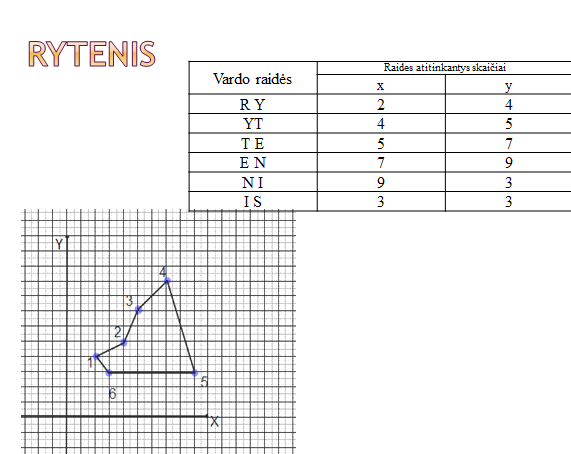 RYTENIS
Vardo raidės
Raides atitinkantys skaičiai
x y
R Y 2 4
YT 4 5
T E 5 7
E N 7 9
N I 9 3
I S 3 3
Y
4
3
2
1
5
6
X